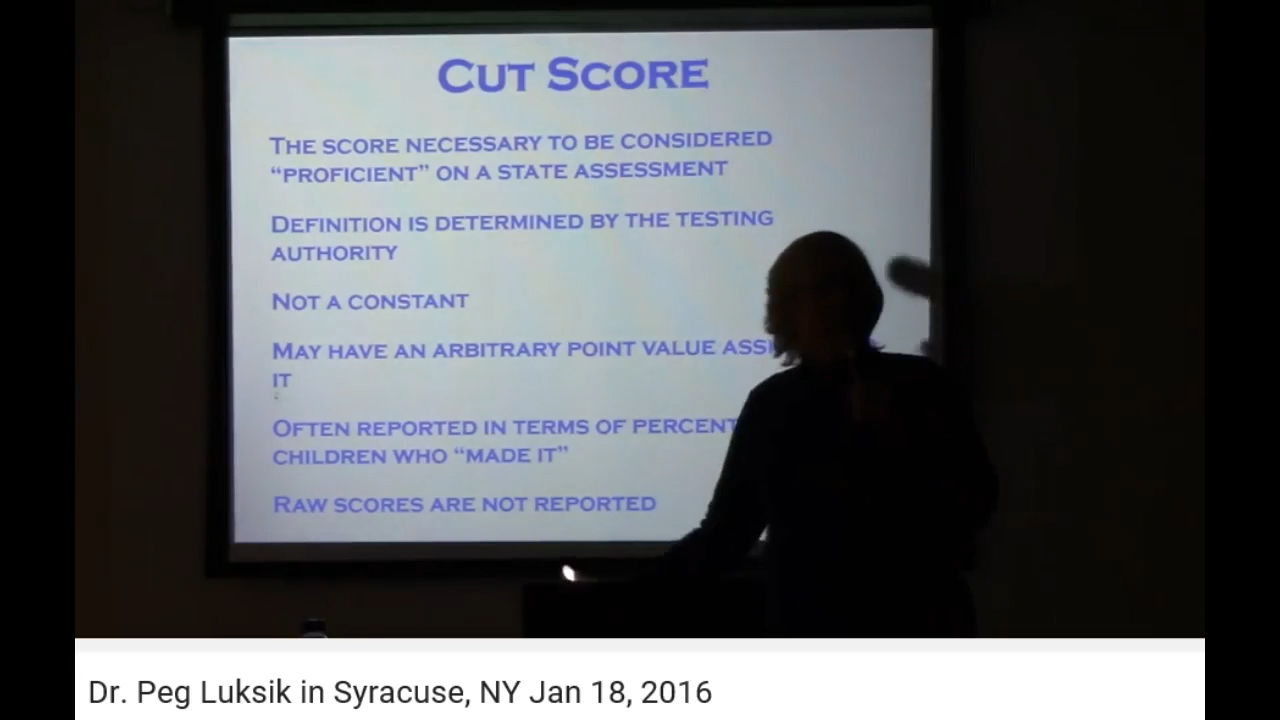 CUT SCORE
THE SCORE NECESSARY TO BE CONSIDERED
“PROFICIENT” ON A STATE ASSESSMENT
DEFINITION IS DETERMINED BY THE TESTING
AUTHORITY
NOT A CONSTANT
MAY HAVE AN ARBITRARY POINT VALUE
IT
OFTEN REPORTED IN TERMS OF PERCENT
CHILDREN WHO “MADE IT”
RAW SCORES ARE NOT REPORTED
Dr. Peg Luksik in Syracuse, NY Jan 18, 2016